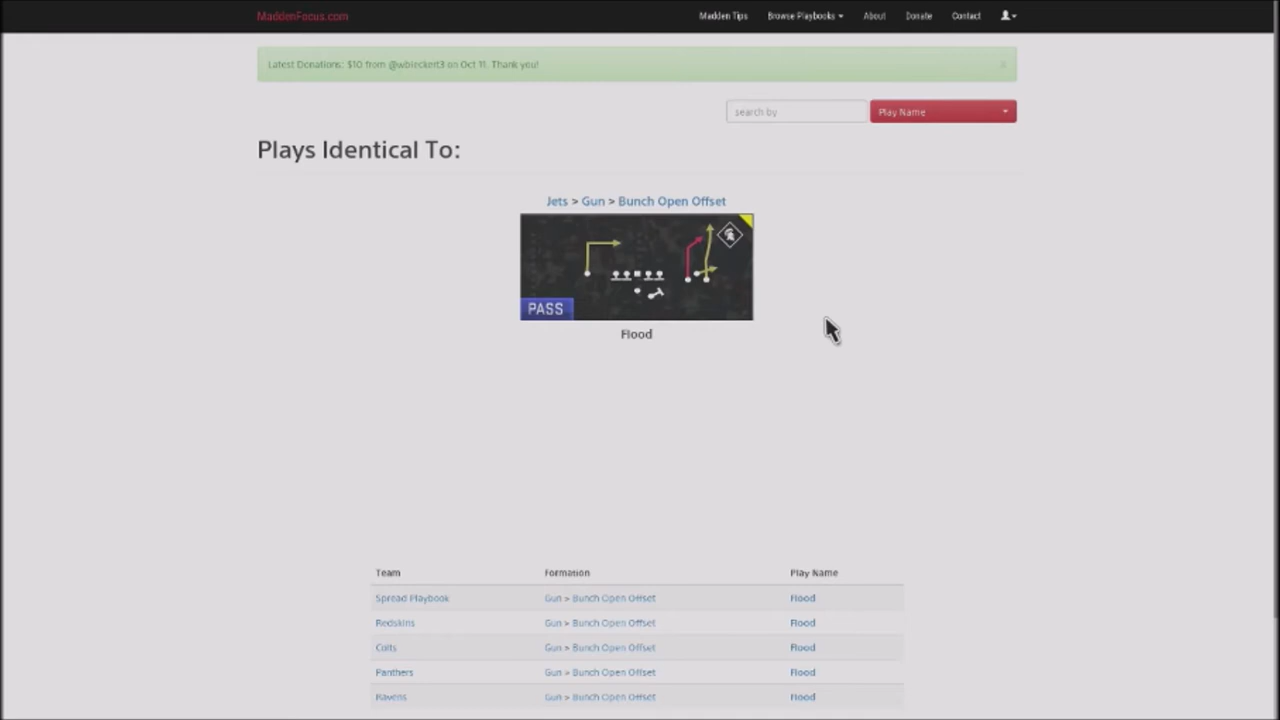 MaddenFocus.com Madden Tips Browse Playbooks About Donate Contact
Latest Donations: $10 from @wbieckert3 on Oct 11. Thank you! ×
search by Play Name
Plays Identical To:
Jets > Gun > Bunch Open Offset
PASS
Flood
Team Formation Play Name
Spread Playbook Gun > Bunch Open Offset Flood
Redskins Gun > Bunch Open Offset Flood
Colts Gun > Bunch Open Offset Flood
Panthers Gun > Bunch Open Offset Flood
Ravens Gun > Bunch Open Offset Flood